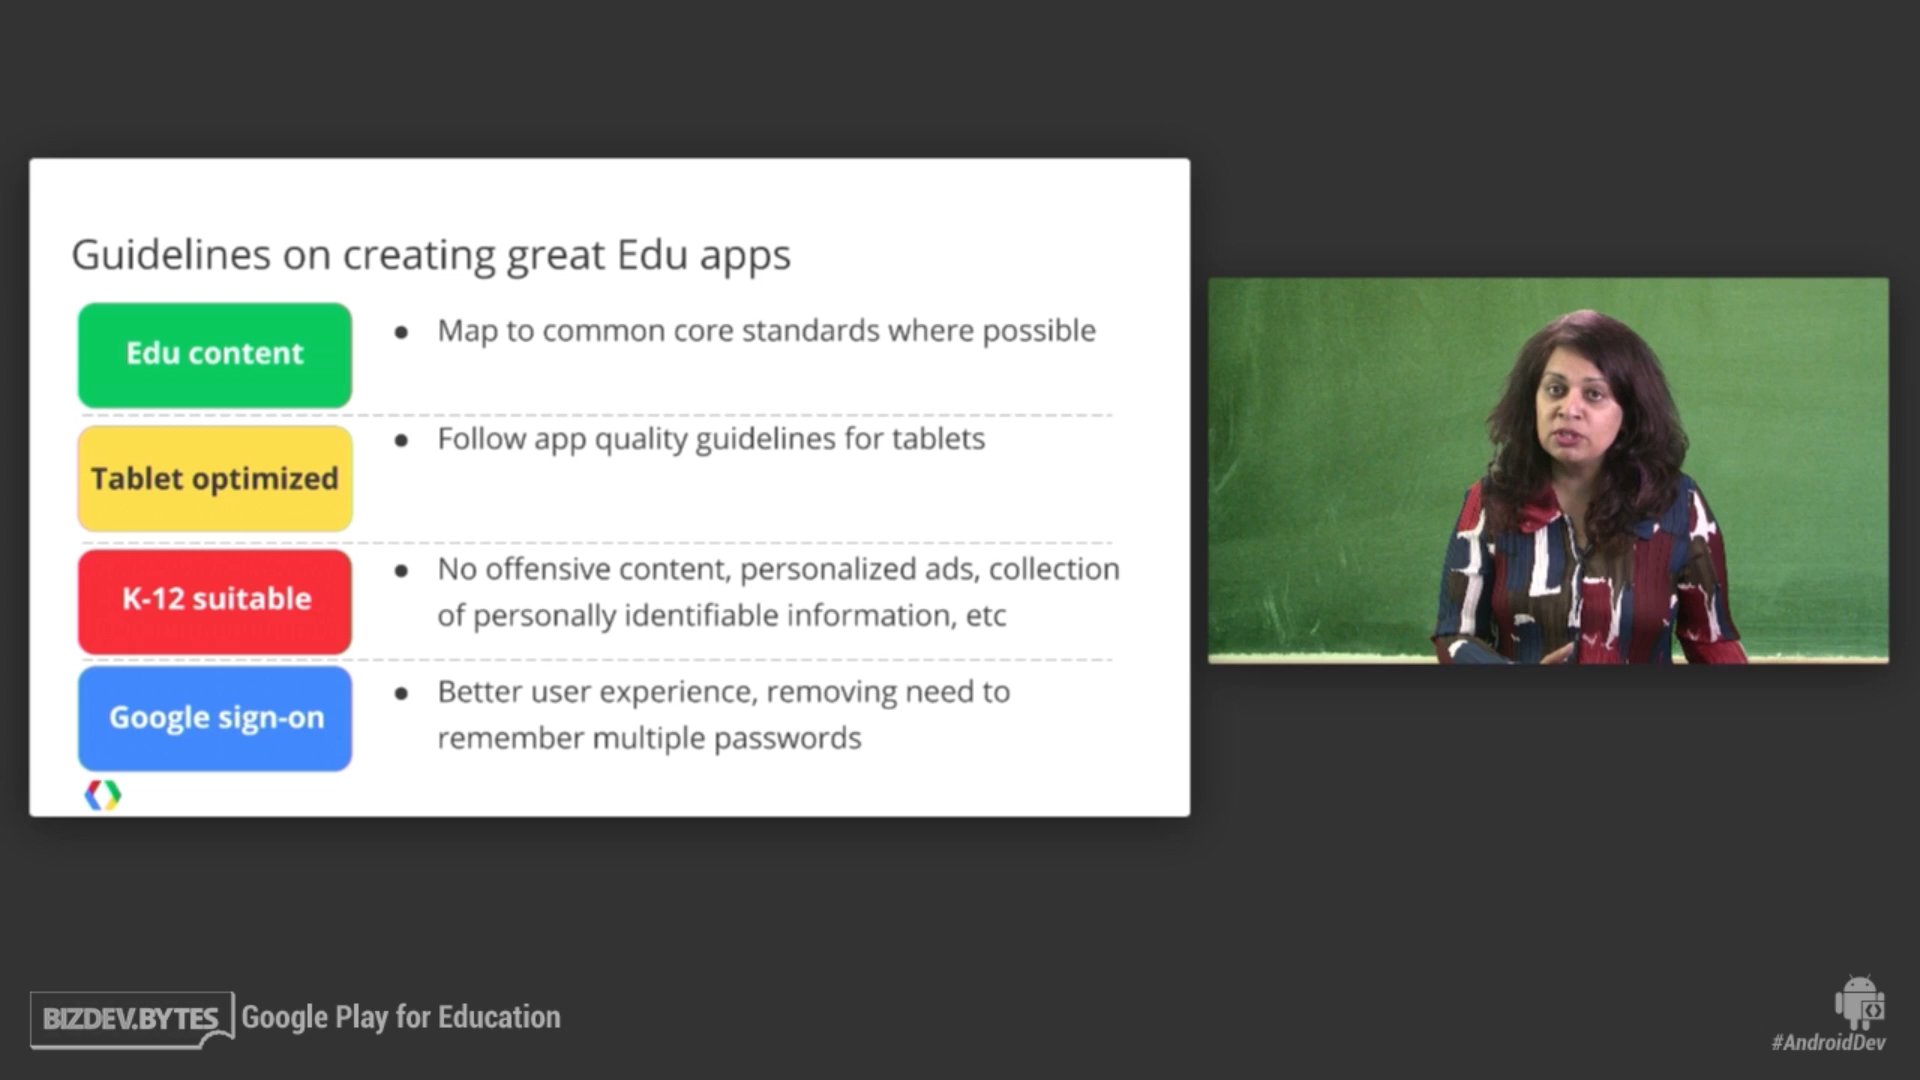 Guidelines on creating great Edu apps
Edu content
● Map to common core standards where possible
Tablet optimized
● Follow app quality guidelines for tablets
K-12 suitable
● No offensive content, personalized ads, collection
of personally identifiable information, etc
Google sign-on
● Better user experience, removing need to
remember multiple passwords
BIZDEV.BYTES Google Play for Education
#AndroidDev